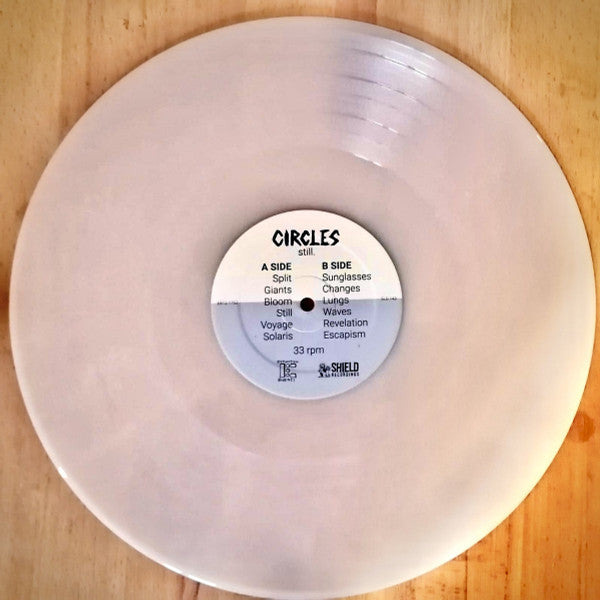 CIRCLES
still.
A SIDE
Split
Giants
Bloom
Still
Voyage
Solaris
B SIDE
Sunglasses
Changes
Lungs
Waves
Revelation
Escapism
33 rpm
SHIELD
RECORDINGS